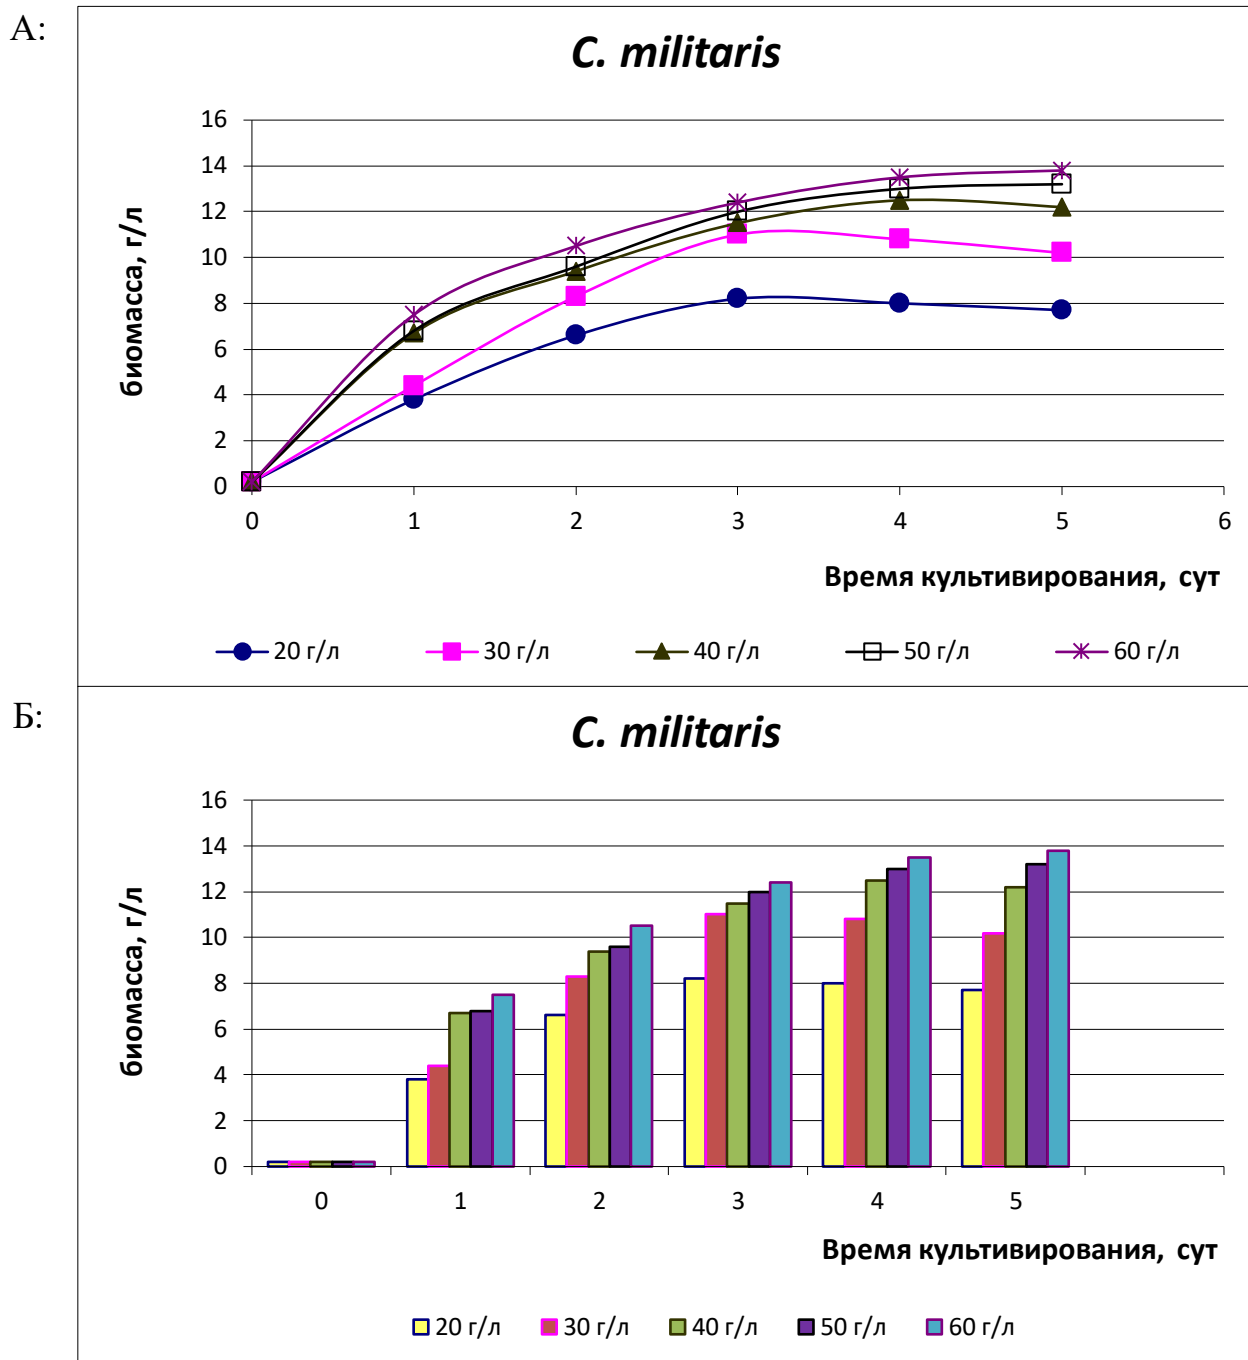 А:
C. militaris
16
14
12
10
8
6
4
2
0
биомасса, г/л
0 1 2 3 4 5 6
Время культивирования, сут
20 г/л 30 г/л 40 г/л 50 г/л 60 г/л
Б:
C. militaris
16
14
12
10
8
6
4
2
0
биомасса, г/л
0 1 2 3 4 5
Время культивирования, сут
20 г/л 30 г/л 40 г/л 50 г/л 60 г/л